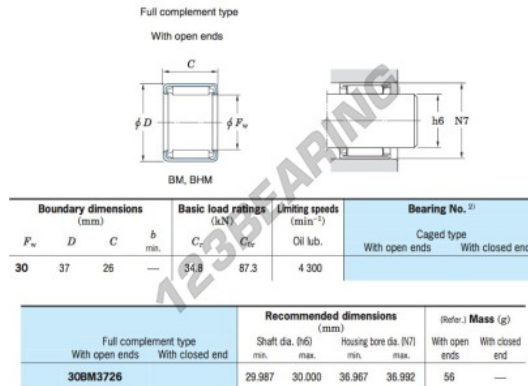 Full complement type
With open ends
C
φD
φFw
h6
N7
BM, BHM
123BEARING
Boundary dimensions Basic load ratings Limiting speeds Bearing No. 2)
(mm) (kN) (min⁻¹)
Fw D C b min. Cr C0r Oil lub. Caged type
With open ends With closed end
30 37 26 — 34.8 87.3 4 300
Recommended dimensions (Refer.) Mass (g)
(mm)
Full complement type Shaft dia. (h6) Housing bore dia. (N7) With open With closed
With open ends With closed end min. max. min. max. ends end
30BM3726 29.987 30.000 36.967 36.992 56 —